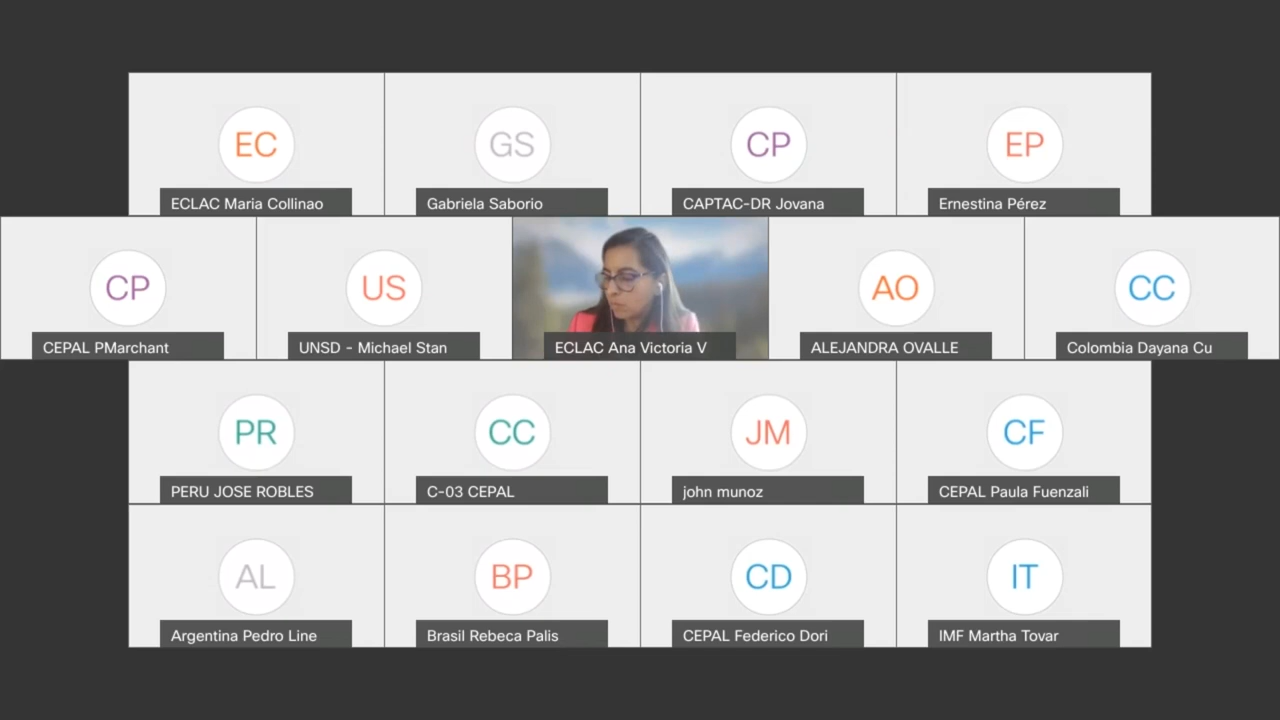 EC
GS
CP
EP
ECLAC Maria Collinao
Gabriela Saborio
CAPTAC-DR Jovana
Ernestina Pérez
CP
US
AO
CC
CEPAL PMarchant
UNSD - Michael Stan
ECLAC Ana Victoria V
ALEJANDRA OVALLE
Colombia Dayana Cu
PR
CC
JM
CF
PERU JOSE ROBLES
C-03 CEPAL
john munoz
CEPAL Paula Fuenzali
AL
BP
CD
IT
Argentina Pedro Line
Brasil Rebeca Palis
CEPAL Federico Dori
IMF Martha Tovar